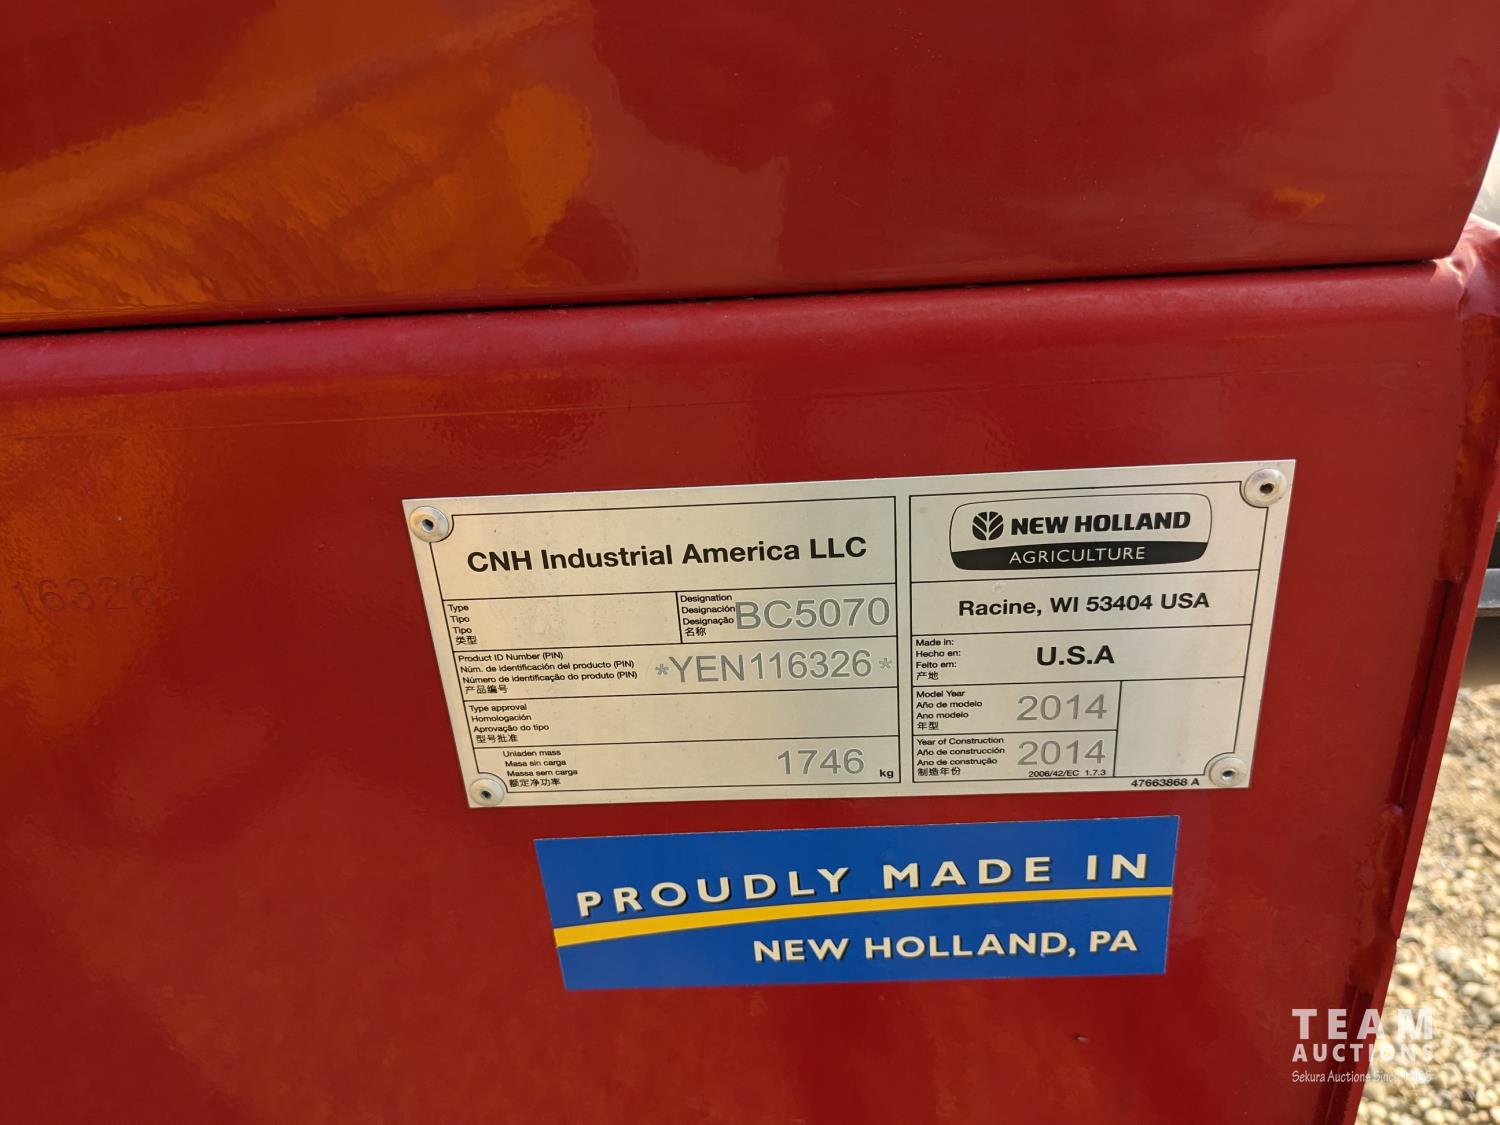 16326*
CNH Industrial America LLC
Type
Tipo
Tipo
类型
Designation
Designación
Designação
名称
BC5070
Product ID Number (PIN)
Núm. de identificación del producto (PIN)
Número de identificação do produto (PIN)
产品编号
*YEN116326*
Type approval
Homologación
Aprovação do tipo
型号批准
Unladen mass
Masa sin carga
Massa sem carga
额定净功率
1746 kg
NEW HOLLAND
AGRICULTURE
Racine, WI 53404 USA
Made in:
Hecho en:
Feito em:
产地
U.S.A
Model Year
Año de modelo
Ano modelo
年型
2014
Year of Construction
Año de construcción
Ano de construção
制造年份
2014
2006/42/EC 1.7.3
47663868 A
PROUDLY MADE IN
NEW HOLLAND, PA
TEAM
AUCTIONS
Sekura Auctions Since